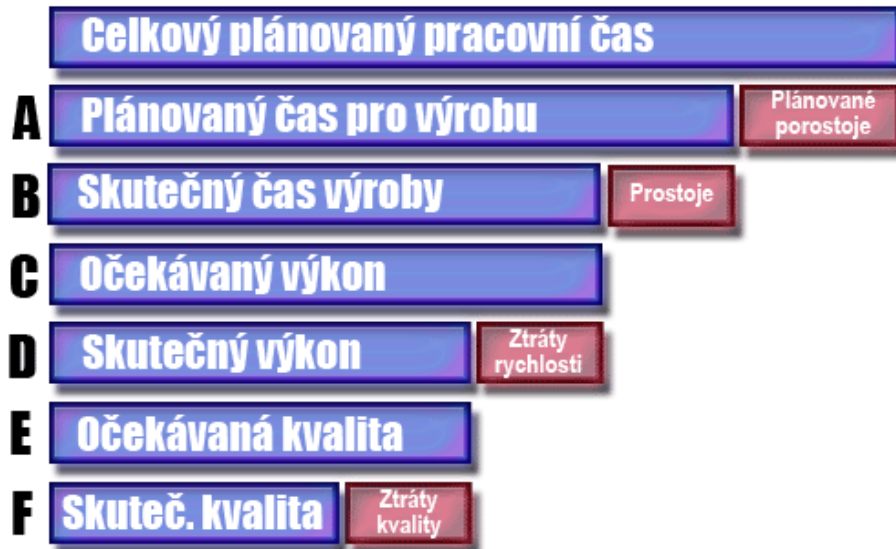 Celkový plánovaný pracovní čas
A Plánovaný čas pro výrobu
Plánované
porostoje
B Skutečný čas výroby
Prostoje
C Očekávaný výkon
D Skutečný výkon
Ztráty
rychlosti
E Očekávaná kvalita
F Skuteč. kvalita
Ztráty
kvality